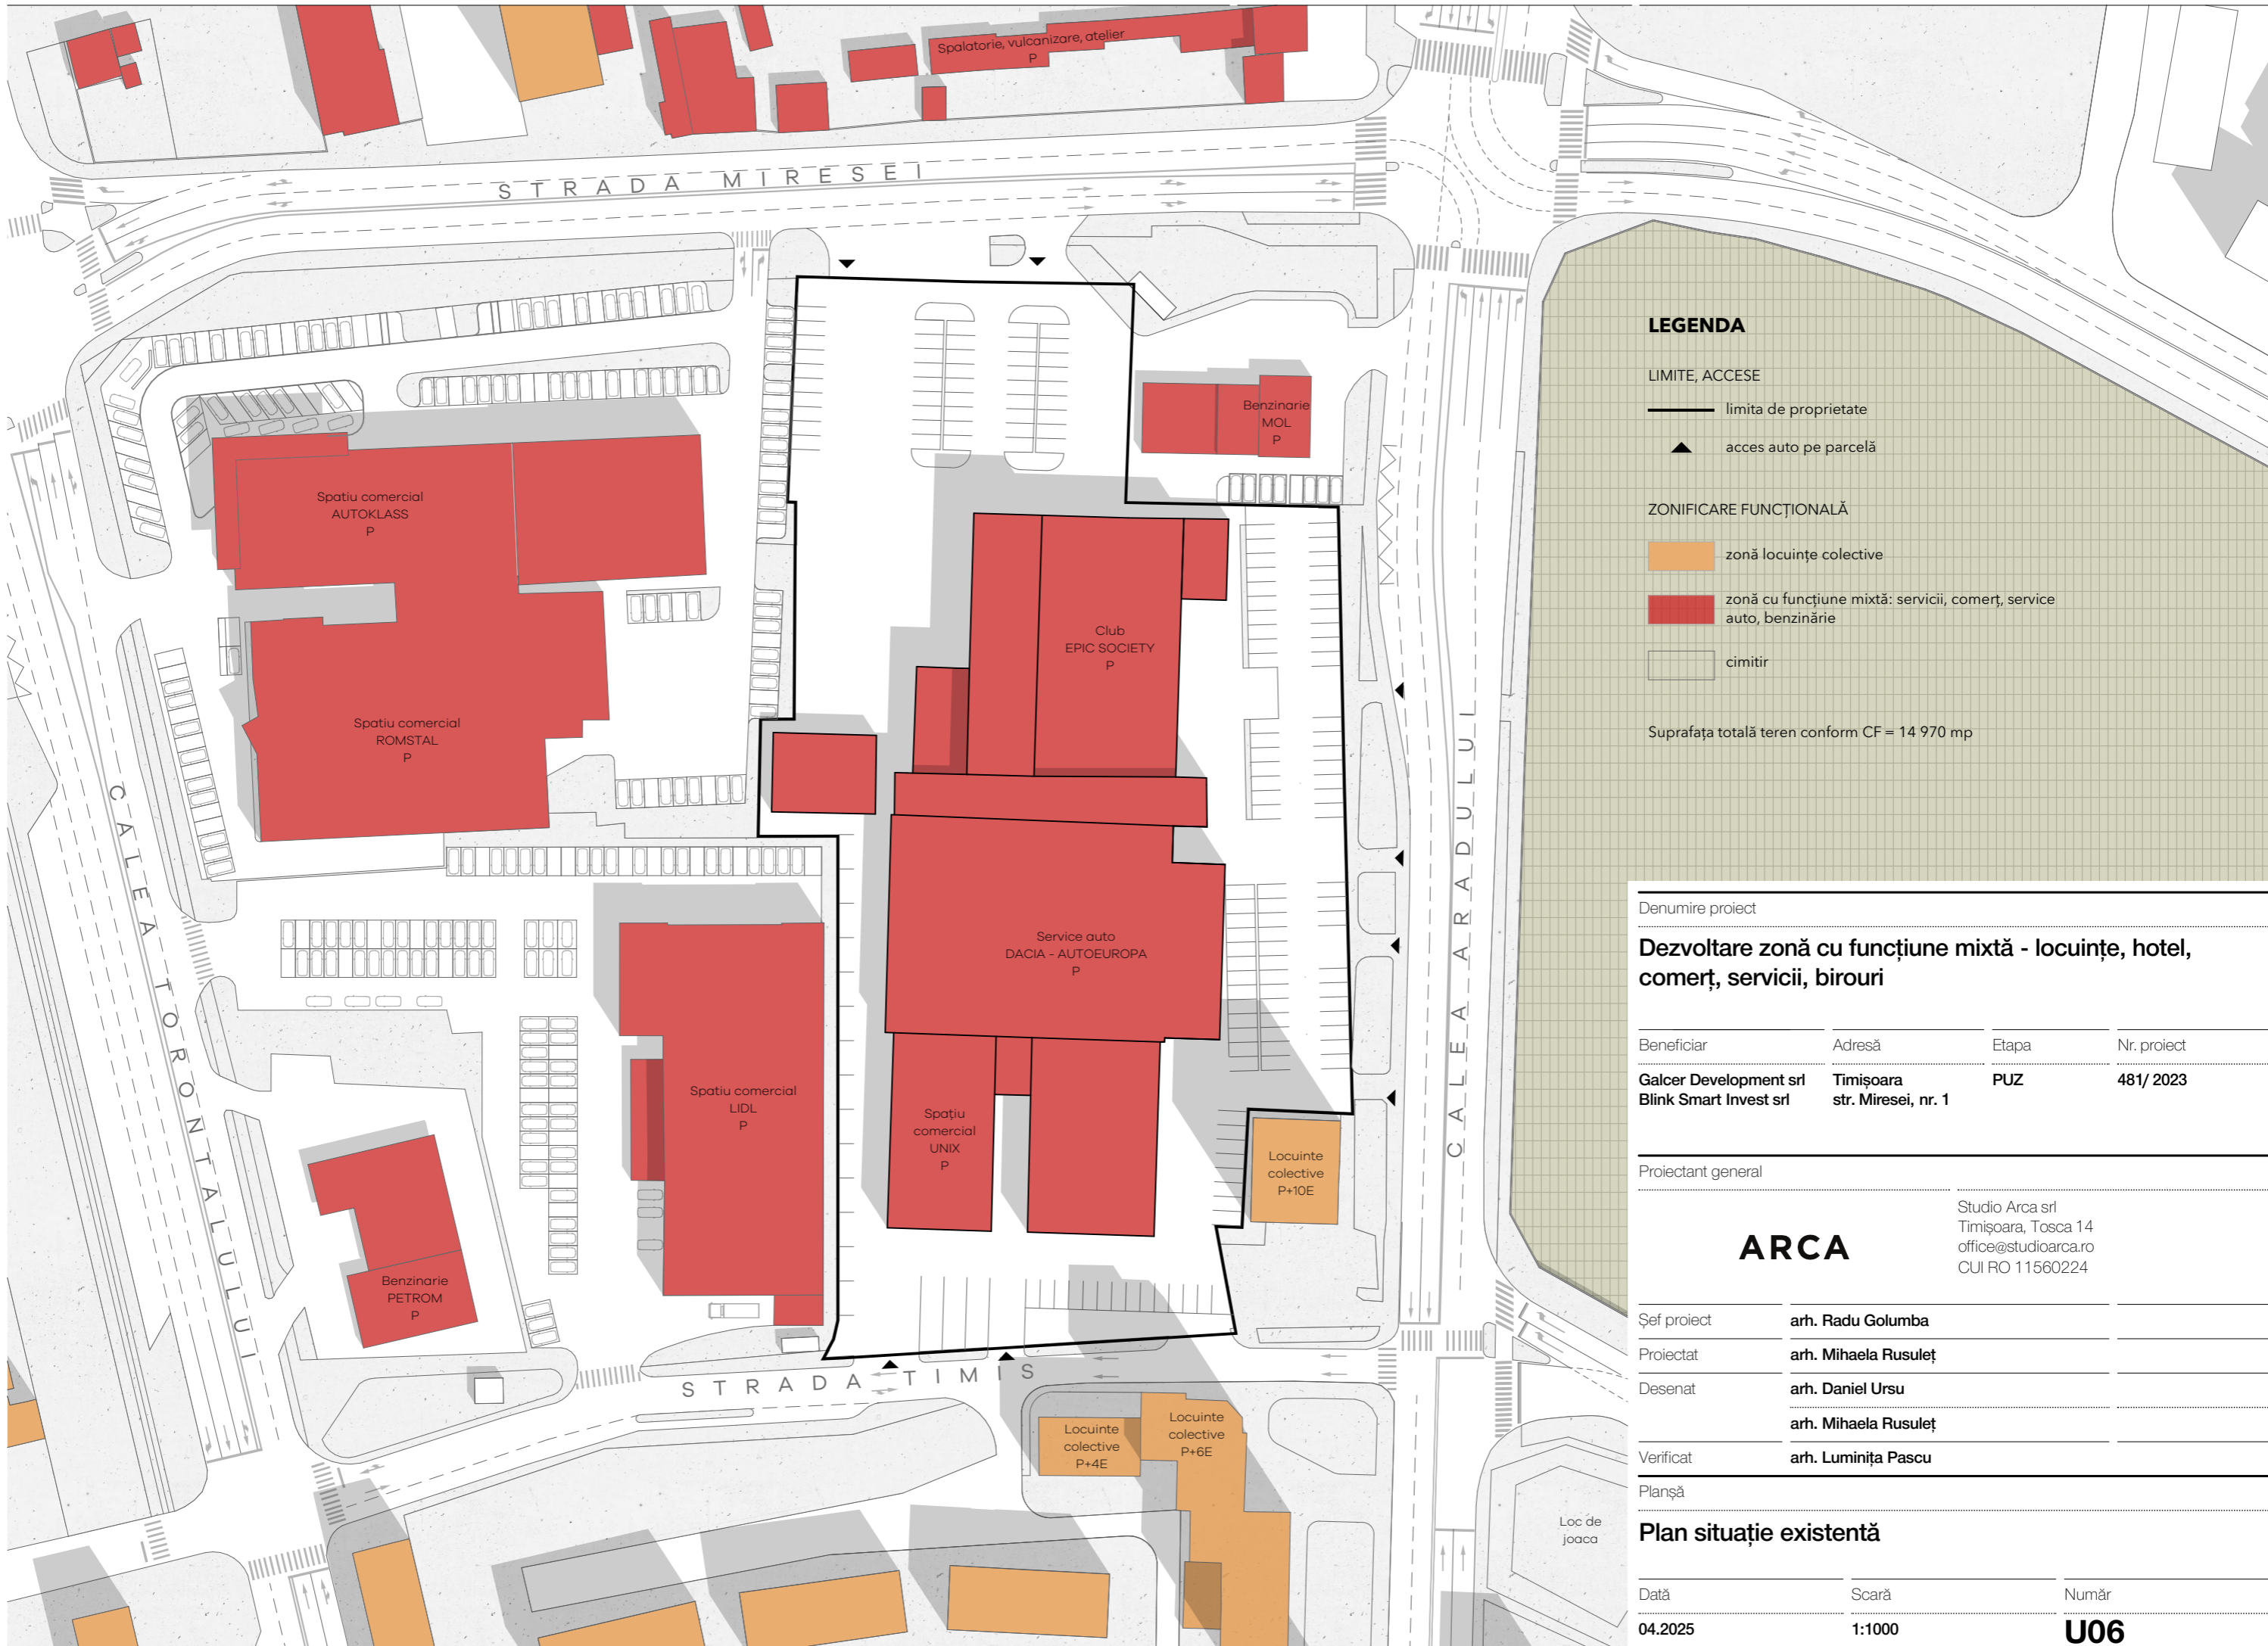 Spalatorie, vulcanizare, atelier
P
STRADA MIRESEI
Benzinarie
MOL
P
Spatiu comercial
AUTOKLASS
P
Club
EPIC SOCIETY
P
Spatiu comercial
ROMSTAL
P
CALEA TORONTALULUI
CALEA ARADULUI
Service auto
DACIA - AUTOEUROPA
P
Spatiu comercial
LIDL
P
Spațiu
comercial
UNIX
P
Locuinte
colective
P+10E
Benzinarie
PETROM
P
STRADA TIMIS
Locuinte
colective
P+4E
Locuinte
colective
P+6E
Loc de
joaca
LEGENDA
LIMITE, ACCESE
limita de proprietate
acces auto pe parcelă
ZONIFICARE FUNCȚIONALĂ
zonă locuințe colective
zonă cu funcțiune mixtă: servicii, comerț, service
auto, benzinărie
cimitir
Suprafața totală teren conform CF = 14 970 mp
Denumire proiect
Dezvoltare zonă cu funcțiune mixtă - locuințe, hotel,
comerț, servicii, birouri
Beneficiar Adresă Etapa Nr. proiect
Galcer Development srl Timișoara PUZ 481/ 2023
Blink Smart Invest srl str. Miresei, nr. 1
Proiectant general
ARCA
Studio Arca srl
Timișoara, Tosca 14
office@studioarca.ro
CUI RO 11560224
Șef proiect arh. Radu Golumba
Proiectat arh. Mihaela Rusuleț
Desenat arh. Daniel Ursu
arh. Mihaela Rusuleț
Verificat arh. Luminița Pascu
Planșă
Plan situație existentă
Dată Scară Număr
04.2025 1:1000 U06